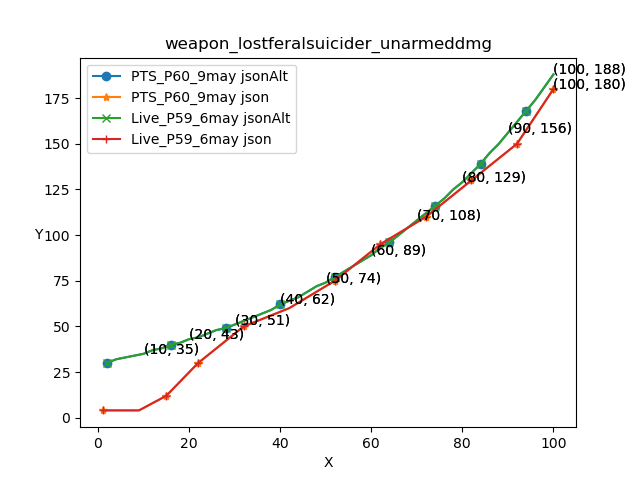 weapon_lostferalsuicider_unarmeddmg
PTS_P60_9may jsonAlt
PTS_P60_9may json
Live_P59_6may jsonAlt
Live_P59_6may json
(100, 188)
(100, 180)
(90, 156)
(80, 129)
(70, 108)
(60, 89)
(50, 74)
(40, 62)
(30, 51)
(20, 43)
(10, 35)
175
150
125
100
75
50
25
0
Y
0 20 40 60 80 100
X